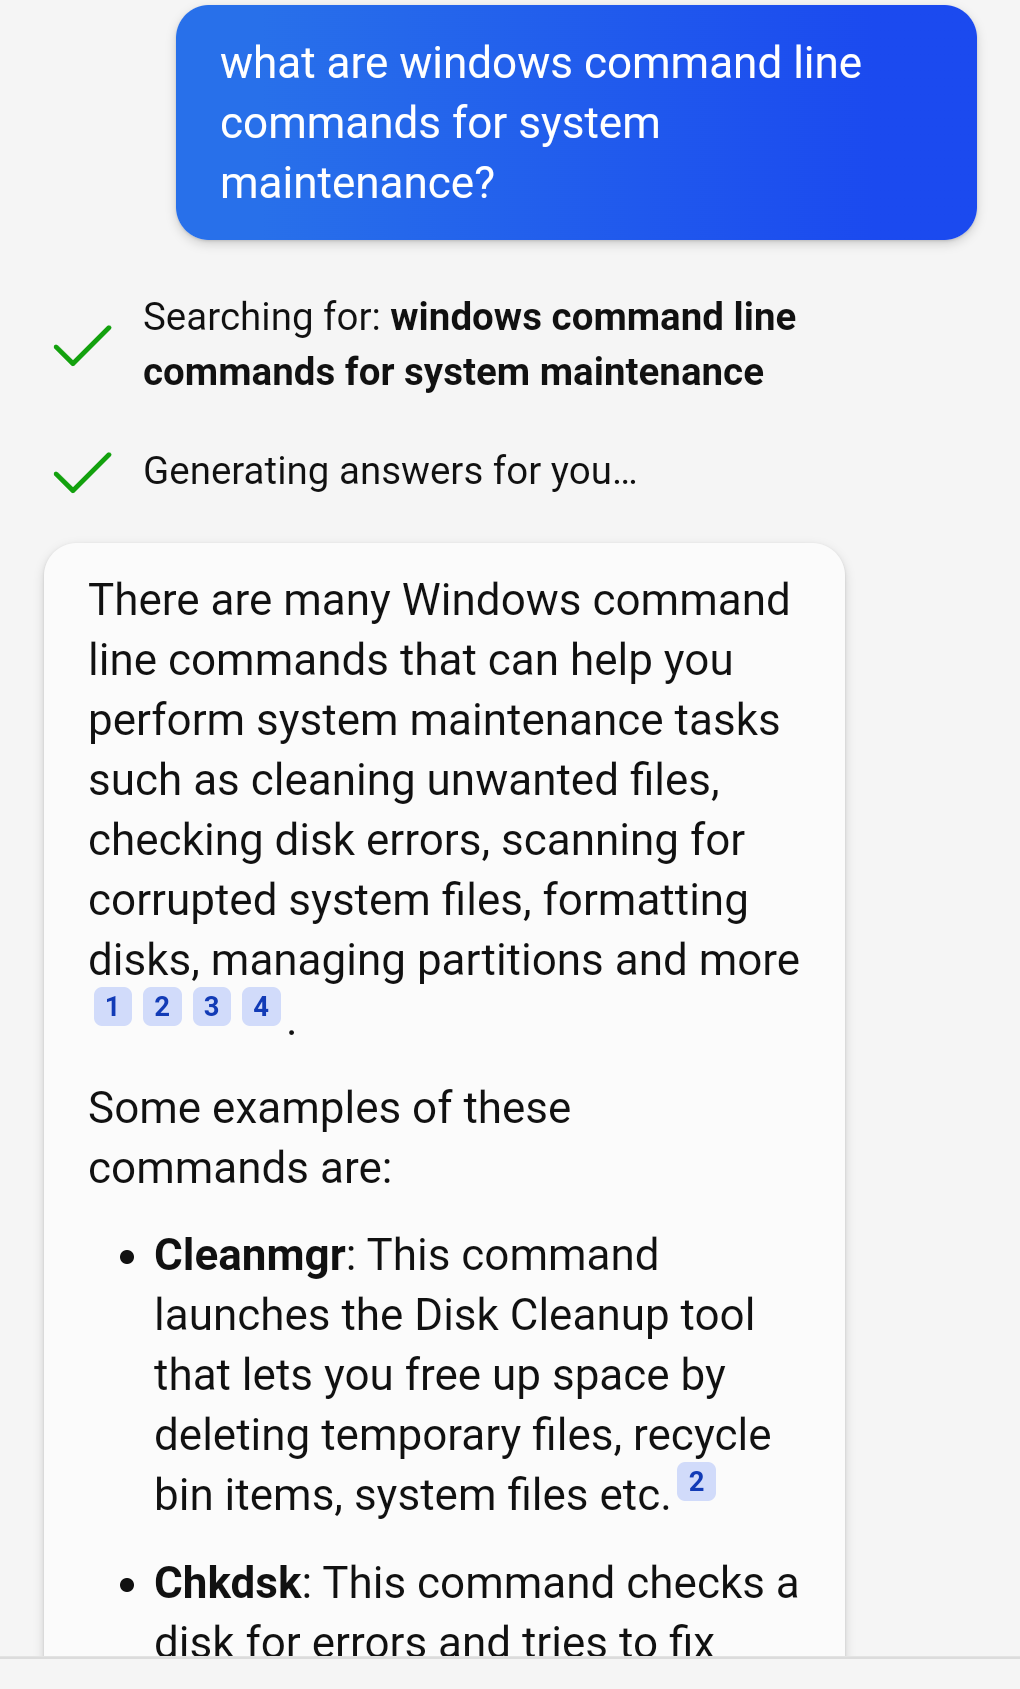 what are windows command line
commands for system
maintenance?
Searching for: windows command line
commands for system maintenance
Generating answers for you...
There are many Windows command
line commands that can help you
perform system maintenance tasks
such as cleaning unwanted files,
checking disk errors, scanning for
corrupted system files, formatting
disks, managing partitions and more
1 2 3 4 .
Some examples of these
commands are:
• Cleanmgr: This command
launches the Disk Cleanup tool
that lets you free up space by
deleting temporary files, recycle
bin items, system files etc. 2
• Chkdsk: This command checks a
disk for errors and tries to fix